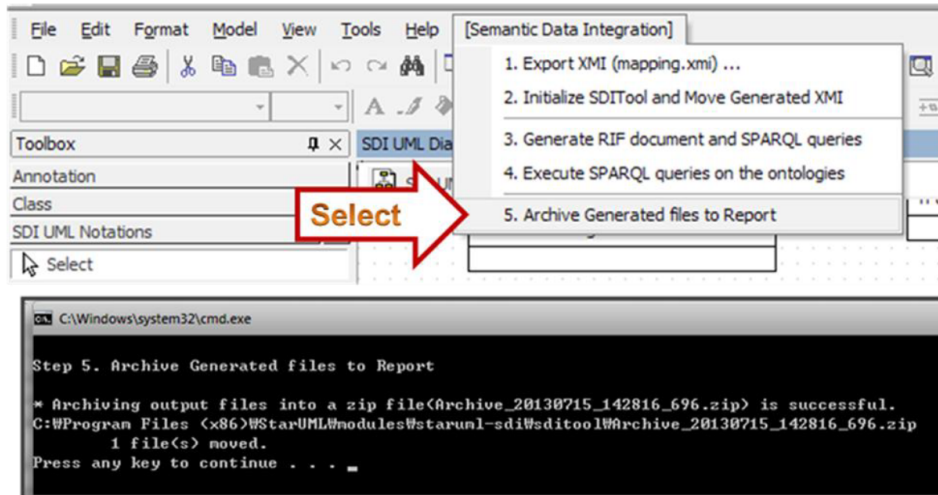 File Edit Format Model View Tools Help [Semantic Data Integration]
1. Export XMI (mapping.xmi) ...
2. Initialize SDITool and Move Generated XMI
3. Generate RIF document and SPARQL queries
4. Execute SPARQL queries on the ontologies
5. Archive Generated files to Report
Toolbox
SDI UML Dia
Annotation
Class
SDI UML Notations
Select
Select
C:\Windows\system32\cmd.exe
Step 5. Archive Generated files to Report
* Archiving output files into a zip file(Archive_20130715_142816_696.zip) is successful.
C:₩Program Files (x86)₩StarUML₩modules₩staruml-sdi₩sditool₩Archive_20130715_142816_696.zip
1 file(s) moved.
Press any key to continue . . .